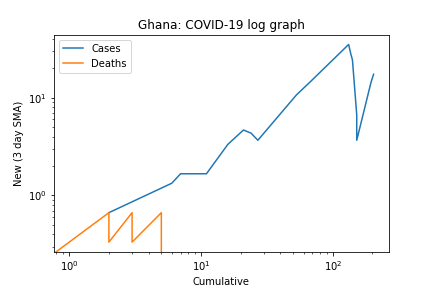 Ghana: COVID-19 log graph
Cases
Deaths
New (3 day SMA)
10¹
10⁰
10⁰
10¹
10²
Cumulative